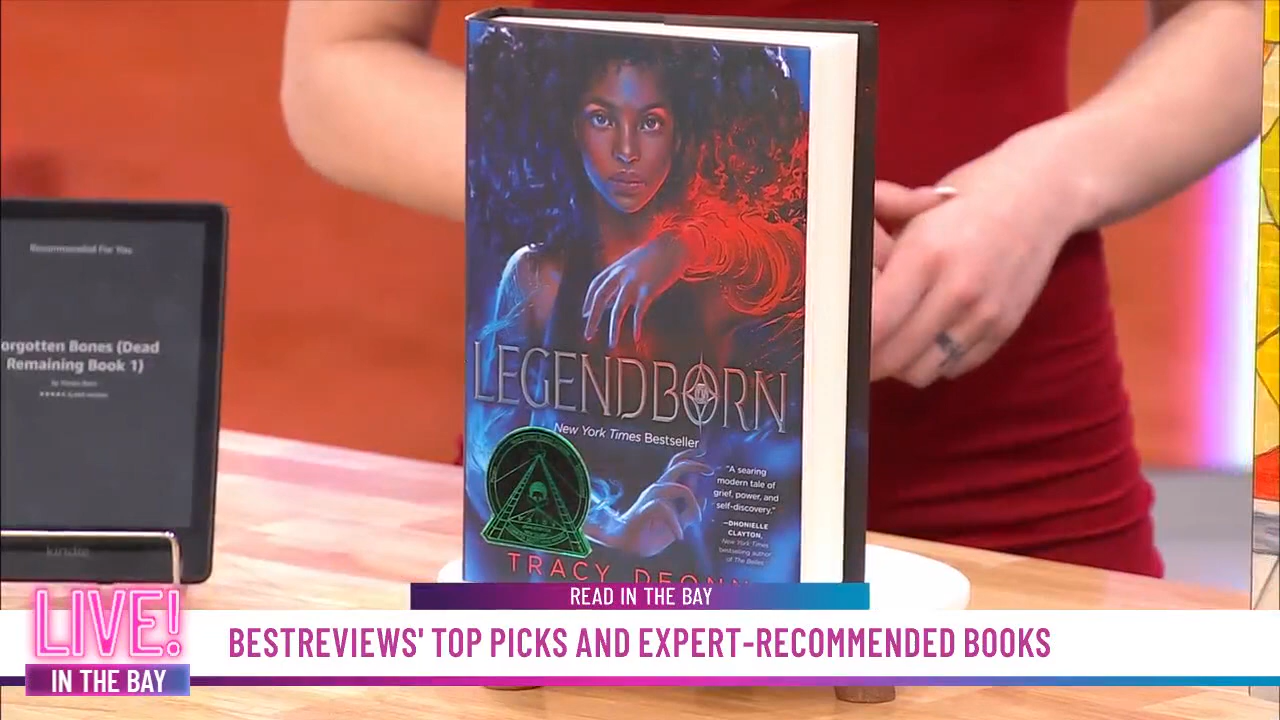 Recommended For You
orgotten Bones (Dead
Remaining Book 1)
kindle
LEGENDBORN
New York Times Bestseller
"A searing
modern tale of
grief, power, and
self-discovery."
—DHONIELLE
CLAYTON,
New York Times
bestselling author
of The Belles
TRACY DEONN
READ IN THE BAY
BESTREVIEWS' TOP PICKS AND EXPERT-RECOMMENDED BOOKS
LIVE!
IN THE BAY